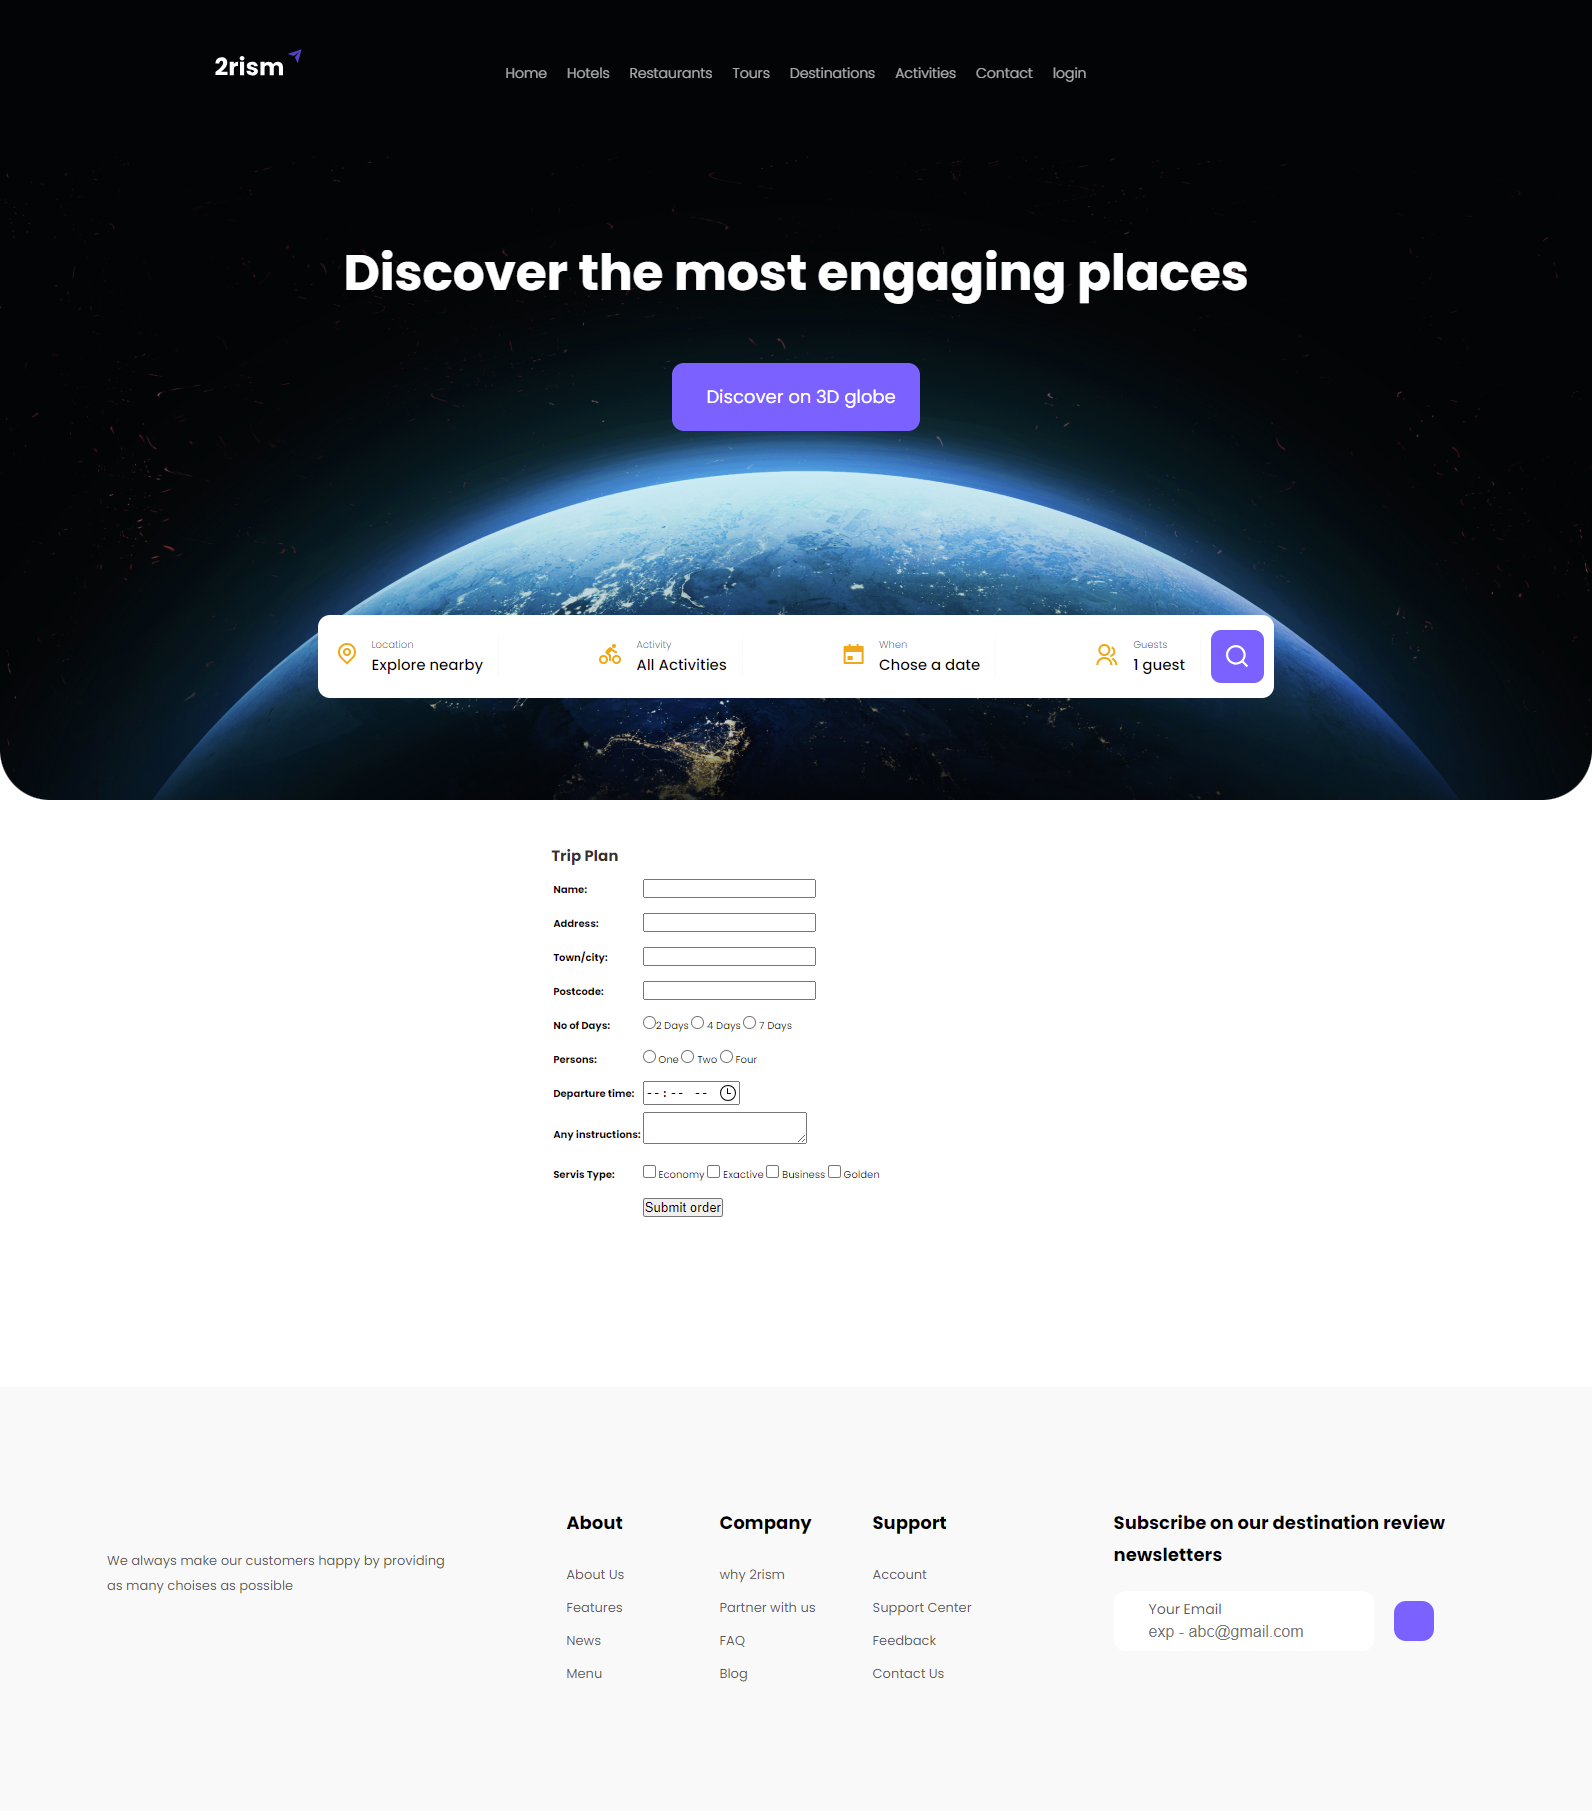 2rism
Home Hotels Restaurants Tours Destinations Activities Contact login
Discover the most engaging places
Discover on 3D globe
Location
Explore nearby
Activity
All Activities
When
Chose a date
Guests
1 guest
Trip Plan
Name:
Address:
Town/city:
Postcode:
No of Days: 2 Days 4 Days 7 Days
Persons: One Two Four
Departure time: --:-- --
Any instructions:
Servis Type: Economy Exactive Business Golden
Submit order
We always make our customers happy by providing
as many choises as possible
About
About Us
Features
News
Menu
Company
why 2rism
Partner with us
FAQ
Blog
Support
Account
Support Center
Feedback
Contact Us
Subscribe on our destination review
newsletters
Your Email
exp - abc@gmail.com